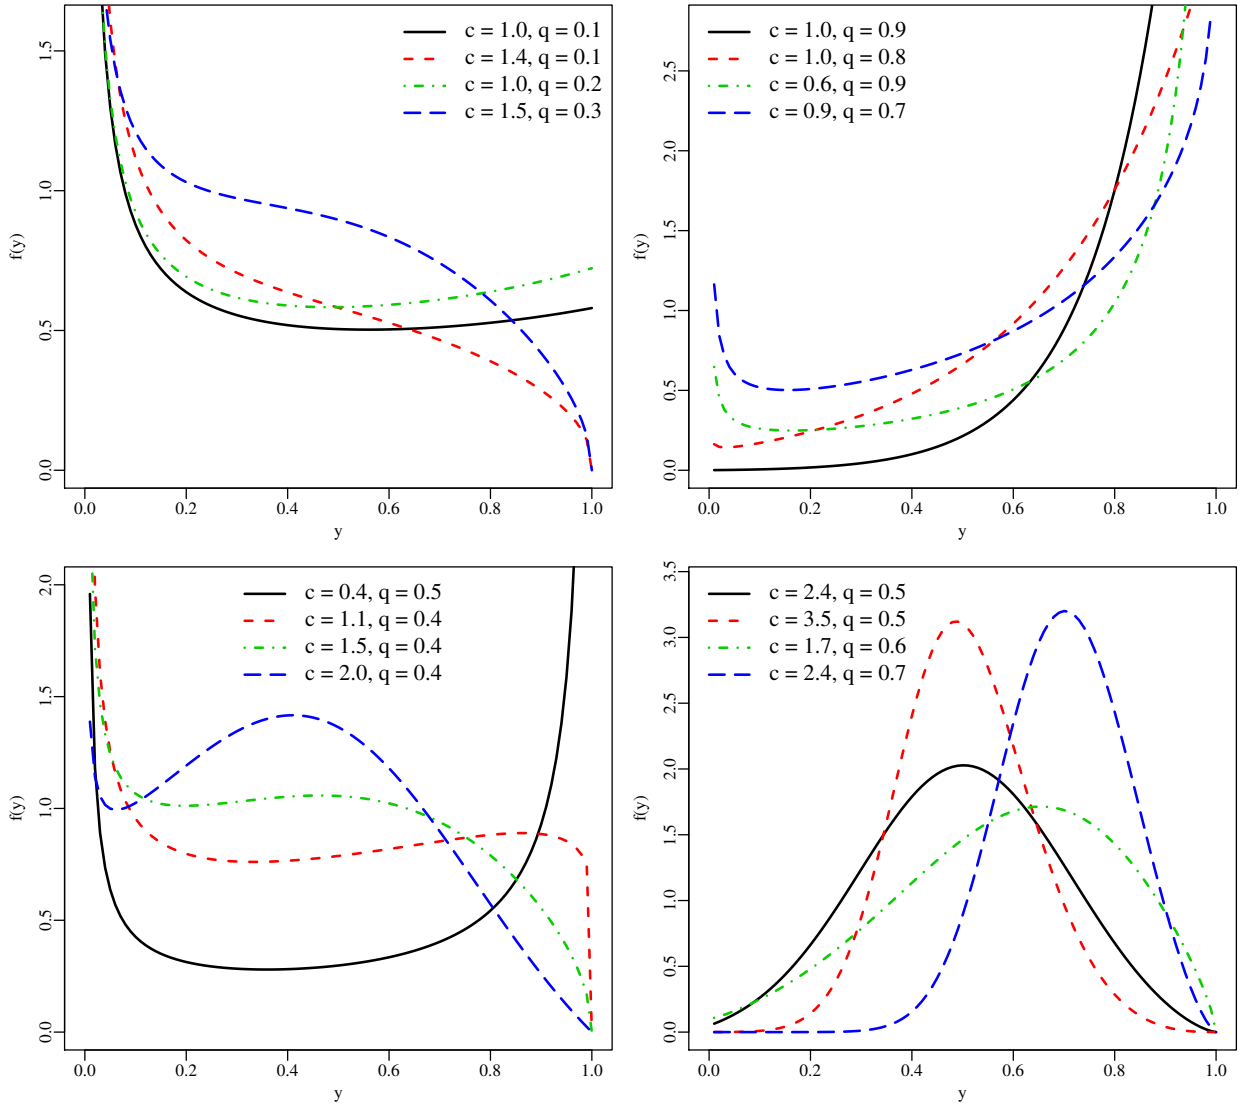 c = 1.0, q = 0.1
c = 1.4, q = 0.1
c = 1.0, q = 0.2
c = 1.5, q = 0.3
f(y)
0.0 0.5 1.0 1.5
0.0 0.2 0.4 0.6 0.8 1.0
y
c = 1.0, q = 0.9
c = 1.0, q = 0.8
c = 0.6, q = 0.9
c = 0.9, q = 0.7
f(y)
0.0 0.5 1.0 1.5 2.0 2.5
0.0 0.2 0.4 0.6 0.8 1.0
y
c = 0.4, q = 0.5
c = 1.1, q = 0.4
c = 1.5, q = 0.4
c = 2.0, q = 0.4
f(y)
0.0 0.5 1.0 1.5 2.0
0.0 0.2 0.4 0.6 0.8 1.0
y
c = 2.4, q = 0.5
c = 3.5, q = 0.5
c = 1.7, q = 0.6
c = 2.4, q = 0.7
f(y)
0.0 0.5 1.0 1.5 2.0 2.5 3.0 3.5
0.0 0.2 0.4 0.6 0.8 1.0
y